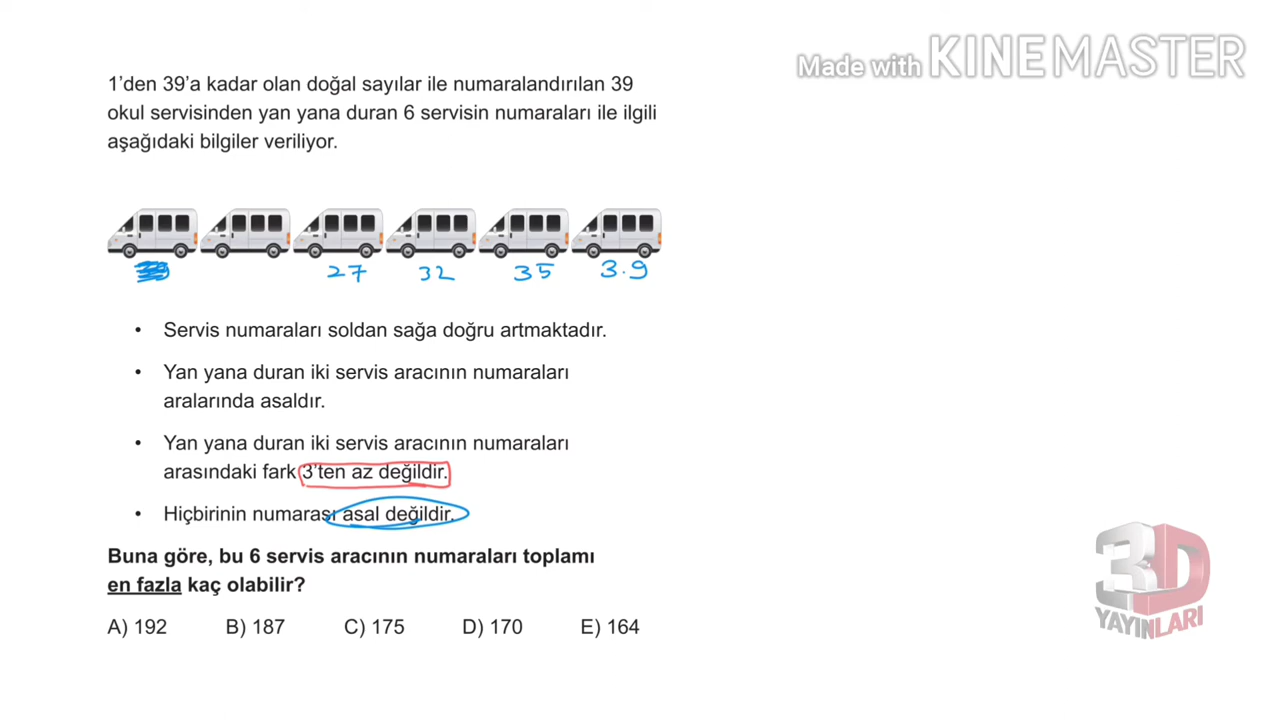 Made with KINEMASTER
1’den 39’a kadar olan doğal sayılar ile numaralandırılan 39
okul servisinden yan yana duran 6 servisin numaraları ile ilgili
aşağıdaki bilgiler veriliyor.
27 32 35 3.9
• Servis numaraları soldan sağa doğru artmaktadır.
• Yan yana duran iki servis aracının numaraları
aralarında asaldır.
• Yan yana duran iki servis aracının numaraları
arasındaki fark 3’ten az değildir.
• Hiçbirinin numarası asal değildir.
Buna göre, bu 6 servis aracının numaraları toplamı
en fazla kaç olabilir?
A) 192 B) 187 C) 175 D) 170 E) 164
3D
YAYINLARI